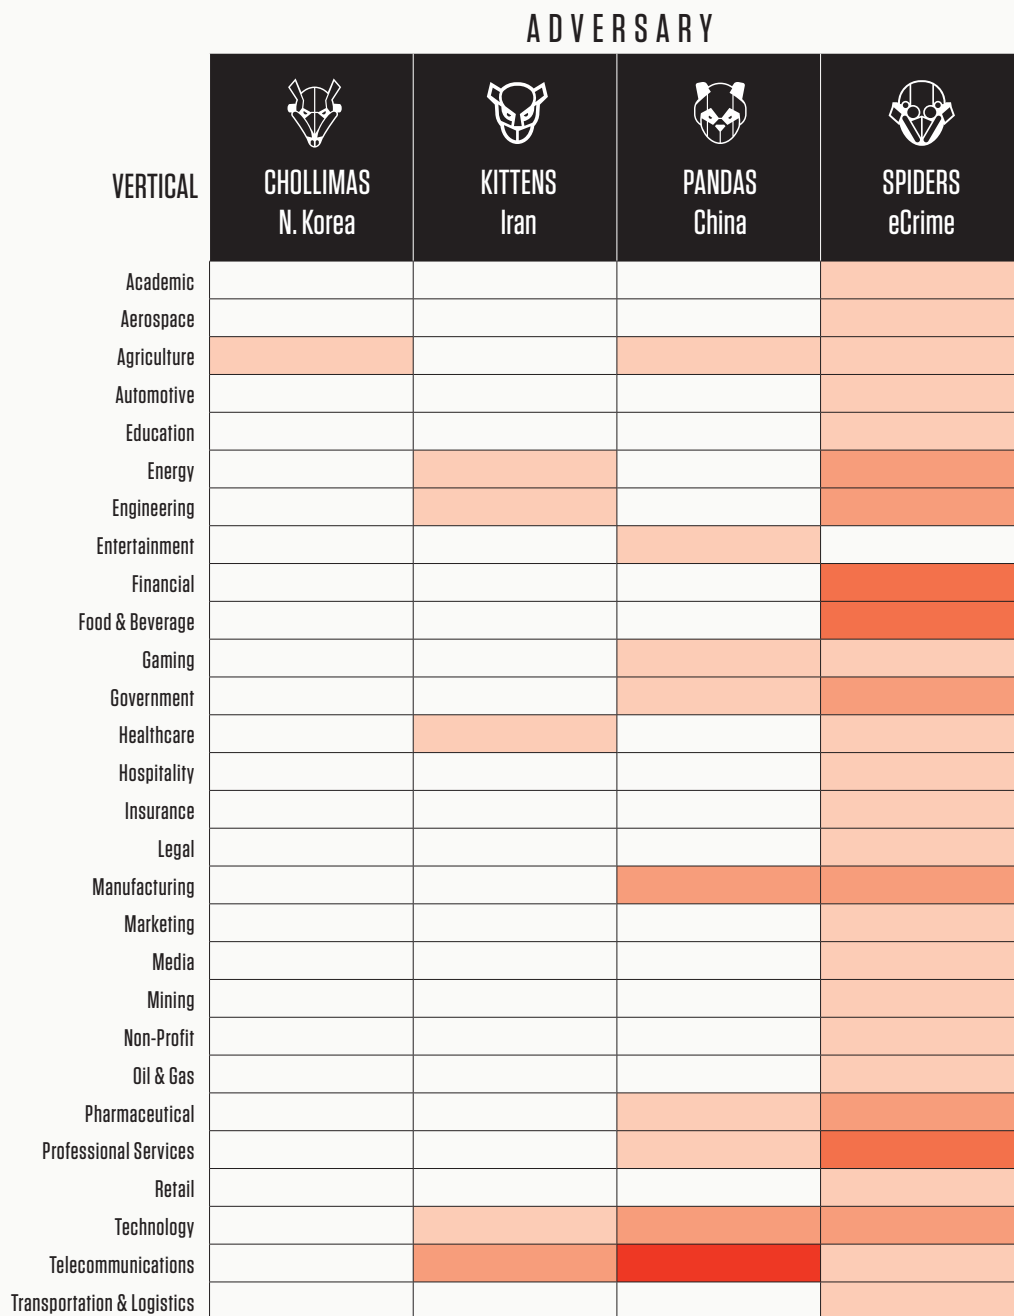 ADVERSARY
VERTICAL
CHOLLIMAS
N. Korea
KITTENS
Iran
PANDAS
China
SPIDERS
eCrime
Academic
Aerospace
Agriculture
Automotive
Education
Energy
Engineering
Entertainment
Financial
Food & Beverage
Gaming
Government
Healthcare
Hospitality
Insurance
Legal
Manufacturing
Marketing
Media
Mining
Non-Profit
Oil & Gas
Pharmaceutical
Professional Services
Retail
Technology
Telecommunications
Transportation & Logistics